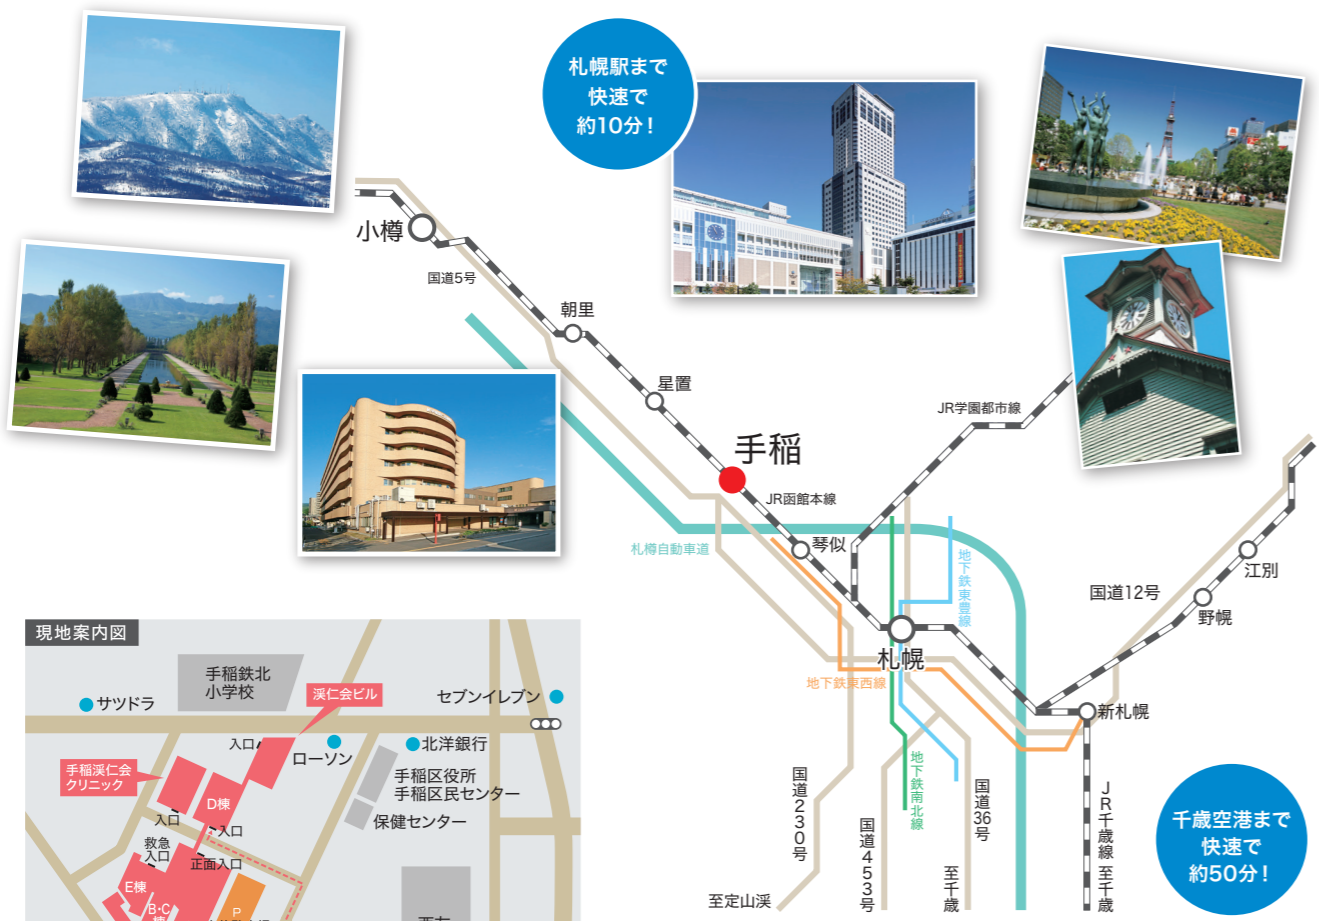 札幌駅まで
快速で
約10分！
小樽
国道5号
朝里
星置
手稲
JR函館本線
JR学園都市線
札樽自動車道
琴似
地下鉄東豊線
国道12号
江別
野幌
札幌
地下鉄東西線
新札幌
地下鉄南北線
国道230号
国道453号
国道36号
至定山渓
至千歳
JR千歳線 至千歳
千歳空港まで
快速で
約50分！
現地案内図
手稲鉄北
小学校
渓仁会ビル
サツドラ
セブンイレブン
入口
ローソン
北洋銀行
手稲渓仁会
クリニック
手稲区役所
手稲区民センター
D棟
保健センター
入口
入口
救急
入口
正面入口
E棟
B・C
棟
P